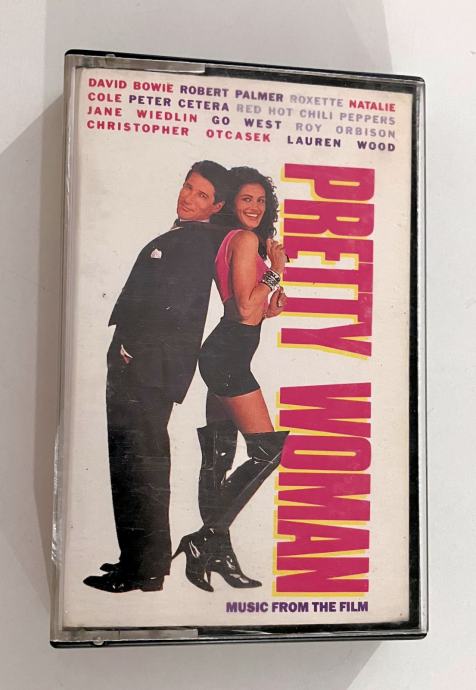 DAVID BOWIE ROBERT PALMER ROXETTE NATALIE
COLE PETER CETERA RED HOT CHILI PEPPERS
JANE WIEDLIN GO WEST ROY ORBISON
CHRISTOPHER OTCASEK LAUREN WOOD
PRETTY WOMAN
MUSIC FROM THE FILM